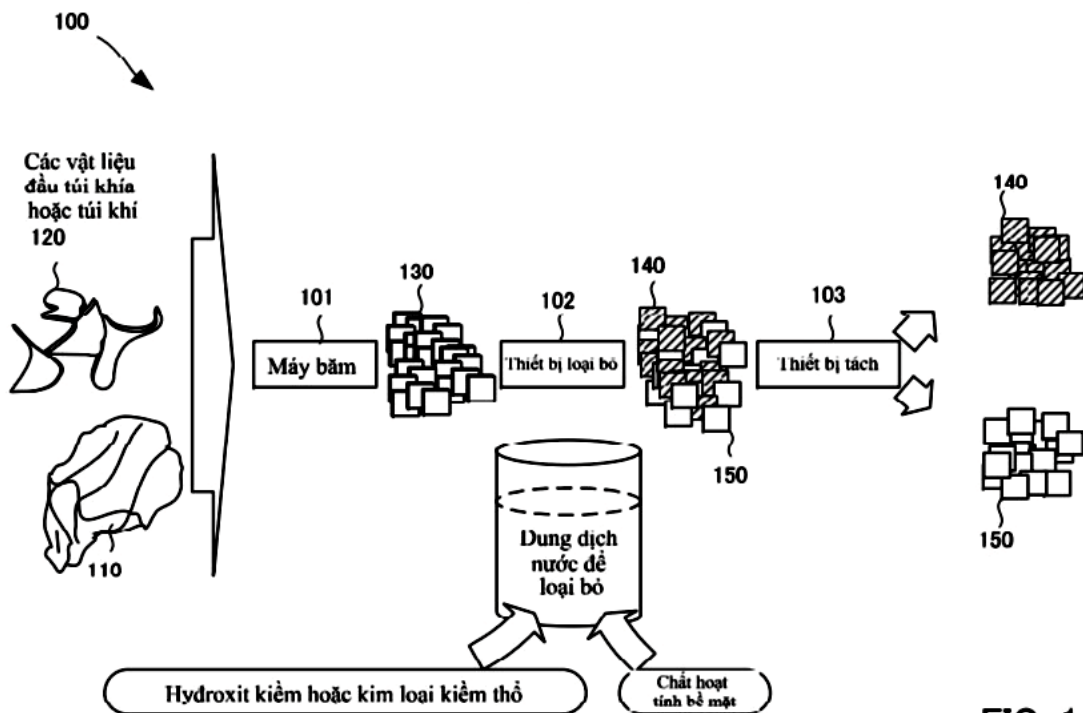 100
Các vật liệu
đầu túi khía
hoặc túi khí
120
110
101
Máy băm
130
102
Thiết bị loại bỏ
140
150
103
Thiết bị tách
140
150
Dung dịch
nước để
loại bỏ
Hydroxit kiềm hoặc kim loại kiềm thổ
Chất hoạt
tính bề mặt
FIG. 1